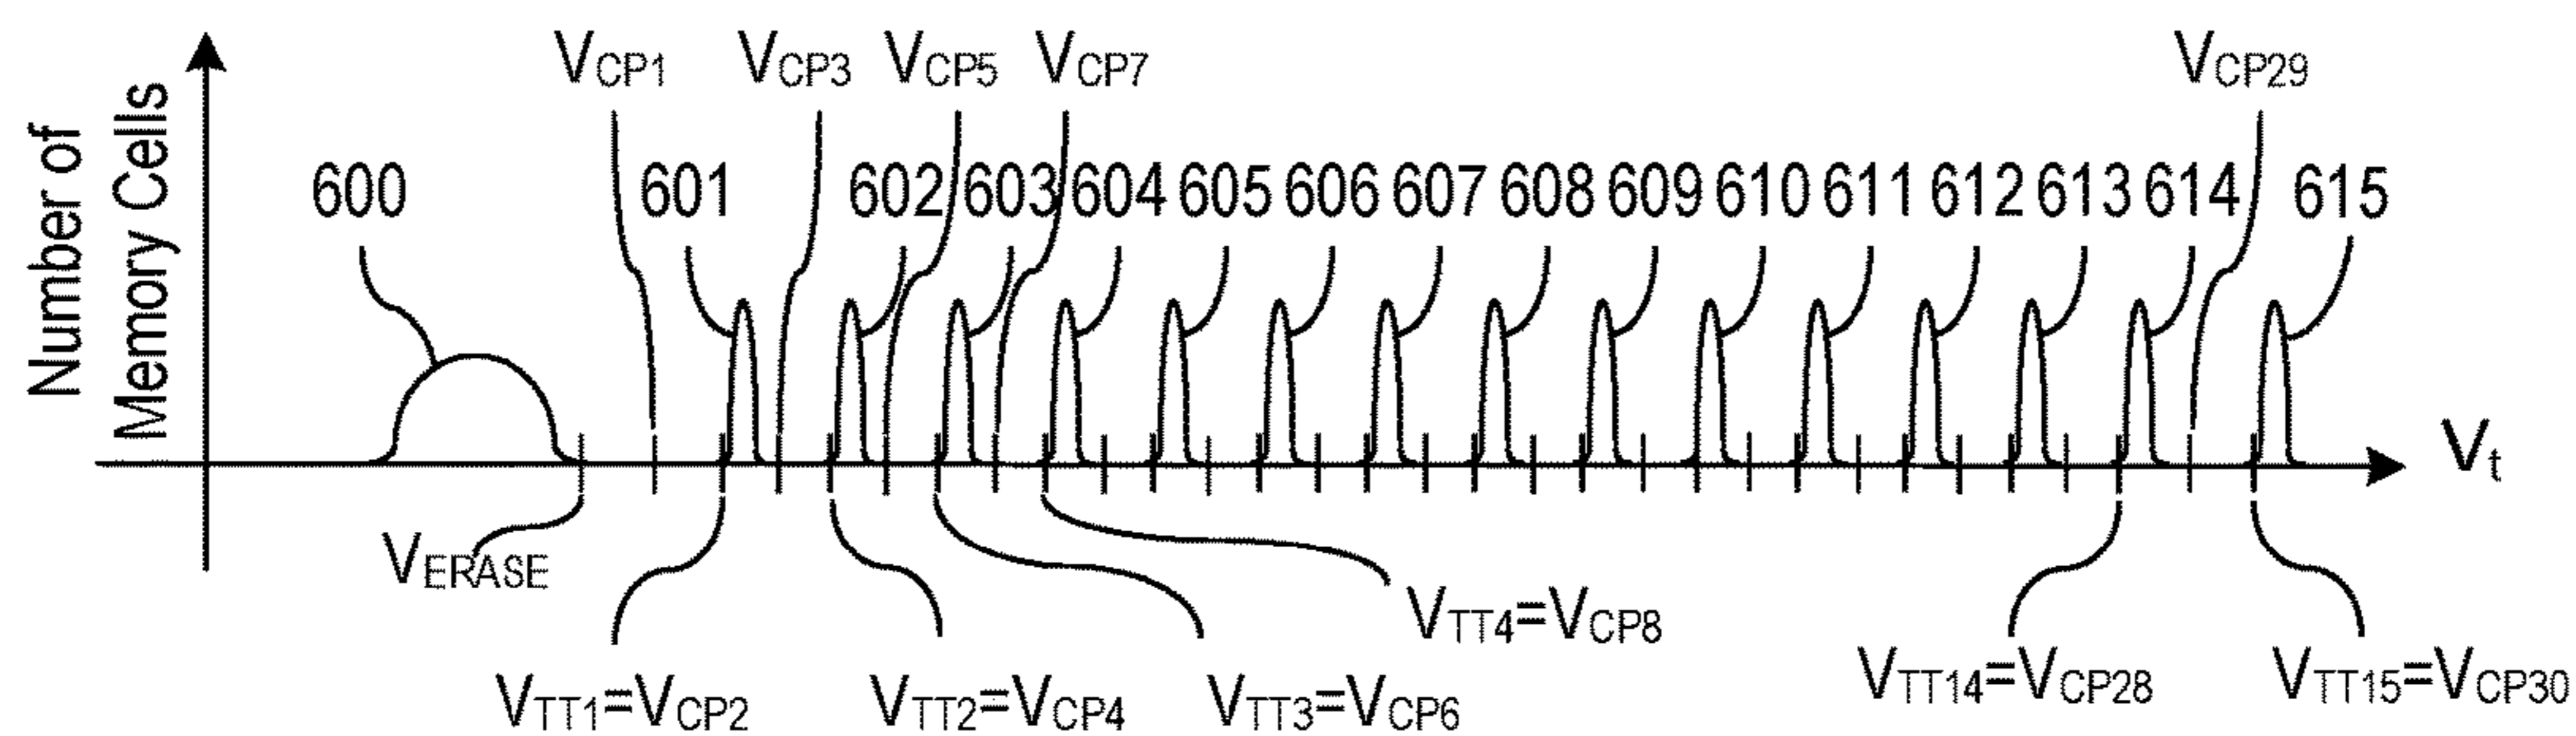 Number of
Memory Cells
VCP1 VCP3 VCP5 VCP7 VCP29
600 601 602 603 604 605 606 607 608 609 610 611 612 613 614 615
Vt
VERASE
VTT4=VCP8
VTT1=VCP2 VTT2=VCP4 VTT3=VCP6 VTT14=VCP28 VTT15=VCP30